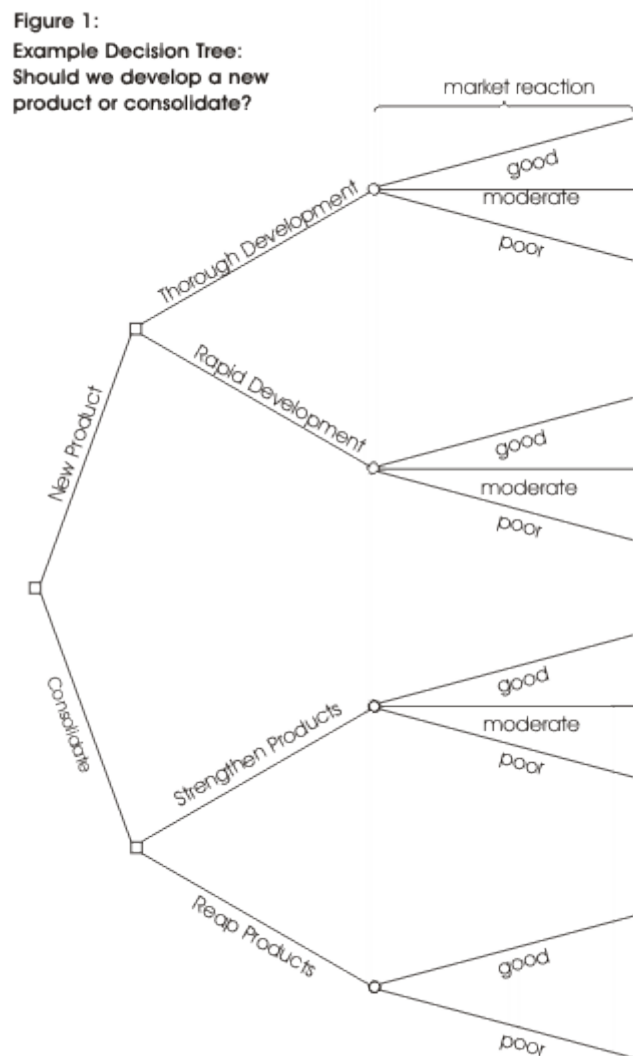 Figure 1:
Example Decision Tree:
Should we develop a new
product or consolidate?
market reaction
good
moderate
poor
Thorough Development
Rapid Development
good
moderate
poor
New Product
Consolidate
good
moderate
poor
Strengthen Products
Reap Products
good
poor